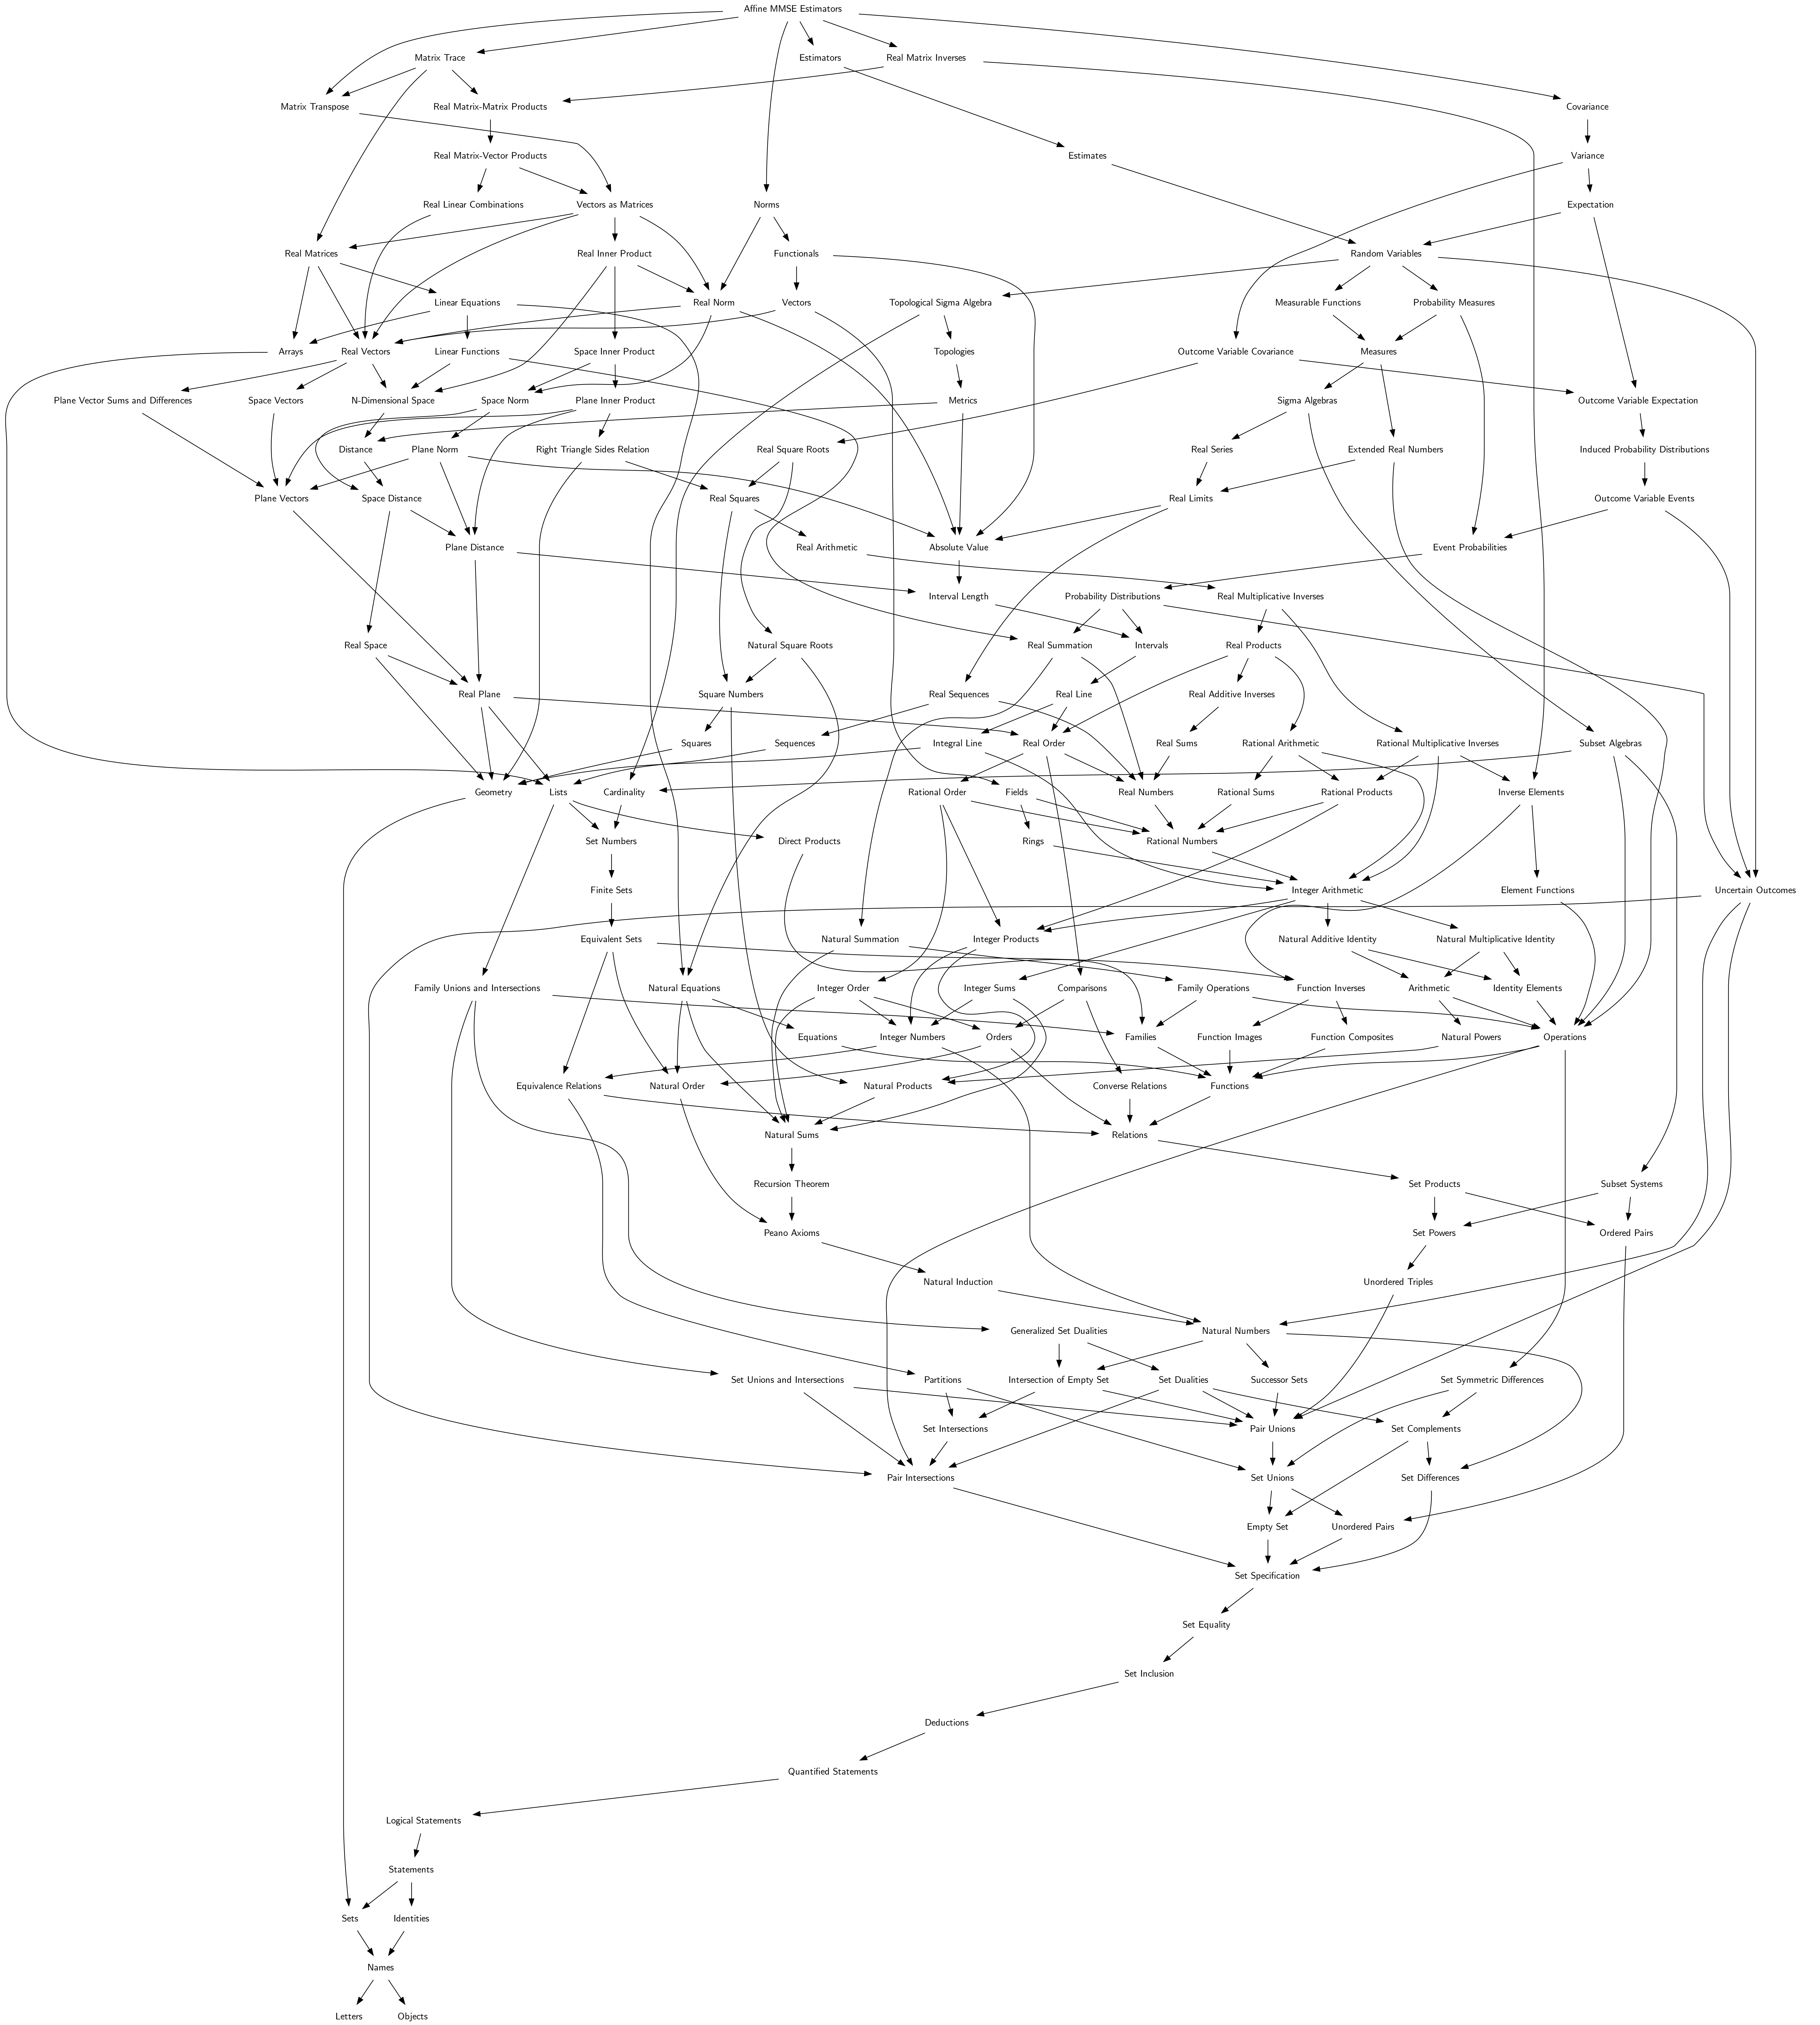 Affine MMSE Estimators
Matrix Trace
Estimators
Real Matrix Inverses
Matrix Transpose
Real Matrix-Matrix Products
Covariance
Real Matrix-Vector Products
Estimates
Variance
Real Linear Combinations
Vectors as Matrices
Norms
Expectation
Real Matrices
Real Inner Product
Functionals
Random Variables
Linear Equations
Real Norm
Vectors
Topological Sigma Algebra
Measurable Functions
Probability Measures
Arrays
Real Vectors
Linear Functions
Space Inner Product
Topologies
Outcome Variable Covariance
Measures
Plane Vector Sums and Differences
Space Vectors
N-Dimensional Space
Space Norm
Plane Inner Product
Metrics
Sigma Algebras
Outcome Variable Expectation
Distance
Plane Norm
Right Triangle Sides Relation
Real Square Roots
Real Series
Extended Real Numbers
Induced Probability Distributions
Plane Vectors
Space Distance
Real Squares
Real Limits
Outcome Variable Events
Plane Distance
Real Arithmetic
Absolute Value
Event Probabilities
Interval Length
Probability Distributions
Real Multiplicative Inverses
Real Space
Natural Square Roots
Real Summation
Intervals
Real Products
Real Plane
Square Numbers
Real Sequences
Real Line
Real Additive Inverses
Squares
Sequences
Integral Line
Real Order
Real Sums
Rational Arithmetic
Rational Multiplicative Inverses
Subset Algebras
Geometry
Lists
Cardinality
Rational Order
Fields
Real Numbers
Rational Sums
Rational Products
Inverse Elements
Set Numbers
Direct Products
Rings
Rational Numbers
Finite Sets
Integer Arithmetic
Element Functions
Uncertain Outcomes
Equivalent Sets
Natural Summation
Integer Products
Natural Additive Identity
Natural Multiplicative Identity
Family Unions and Intersections
Natural Equations
Integer Order
Integer Sums
Comparisons
Family Operations
Function Inverses
Arithmetic
Identity Elements
Equations
Integer Numbers
Orders
Families
Function Images
Function Composites
Natural Powers
Operations
Equivalence Relations
Natural Order
Natural Products
Converse Relations
Functions
Natural Sums
Relations
Recursion Theorem
Set Products
Subset Systems
Peano Axioms
Set Powers
Ordered Pairs
Natural Induction
Unordered Triples
Generalized Set Dualities
Natural Numbers
Set Unions and Intersections
Partitions
Intersection of Empty Set
Set Dualities
Successor Sets
Set Symmetric Differences
Set Intersections
Pair Unions
Set Complements
Pair Intersections
Set Unions
Set Differences
Empty Set
Unordered Pairs
Set Specification
Set Equality
Set Inclusion
Deductions
Quantified Statements
Logical Statements
Statements
Sets
Identities
Names
Letters
Objects